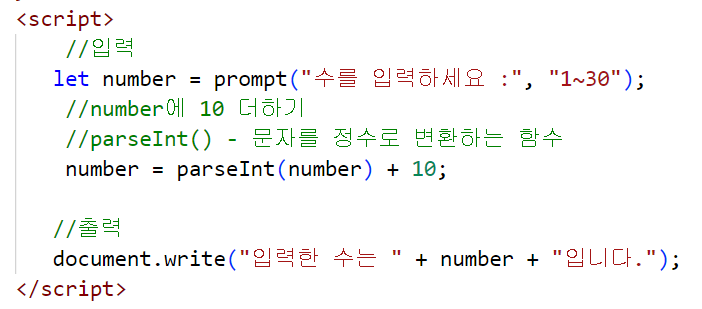 <script>
//입력
let number = prompt("수를 입력하세요 :", "1~30");
//number에 10 더하기
//parseInt() - 문자를 정수로 변환하는 함수
number = parseInt(number) + 10;
//출력
document.write("입력한 수는 " + number + "입니다.");
</script>